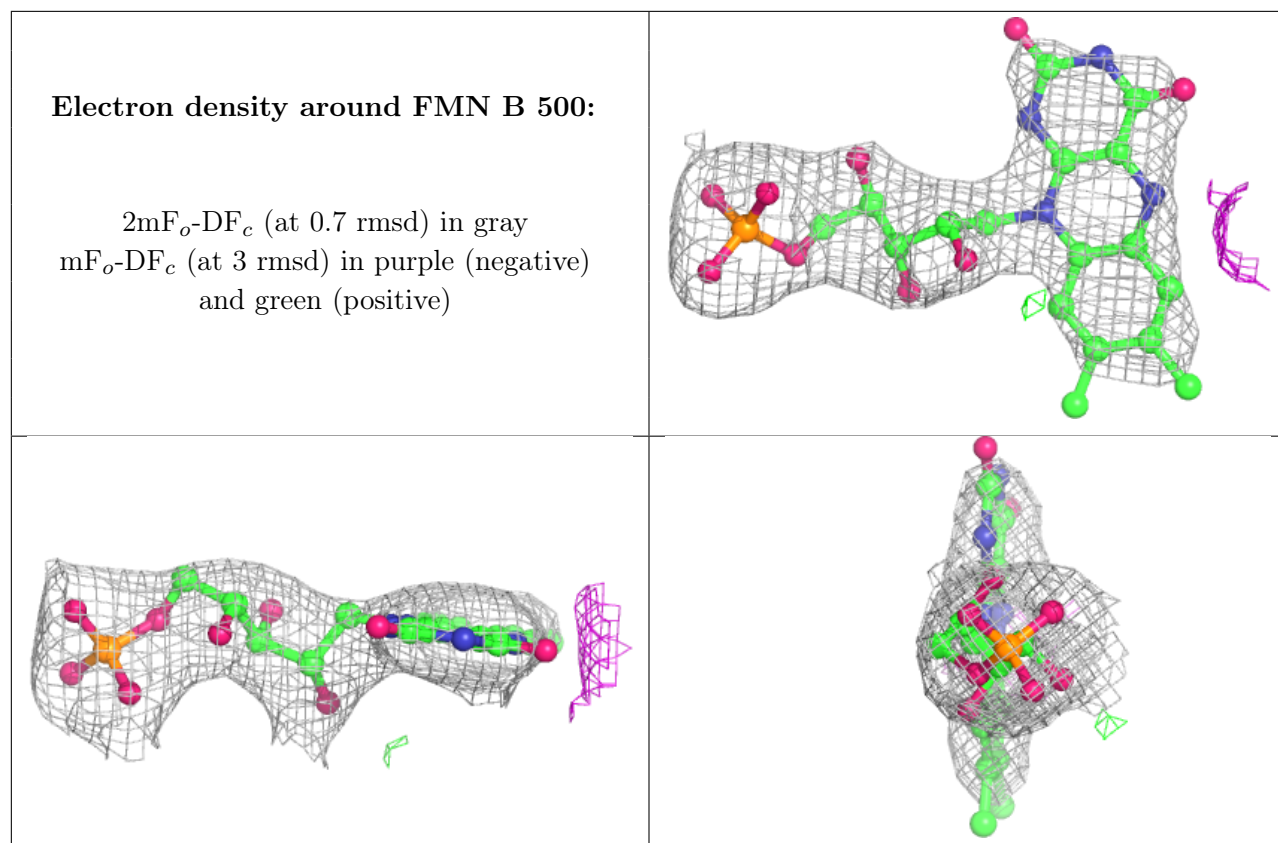 Electron density around FMN B 500:
2mFo-DFc (at 0.7 rmsd) in gray
mFo-DFc (at 3 rmsd) in purple (negative)
and green (positive)